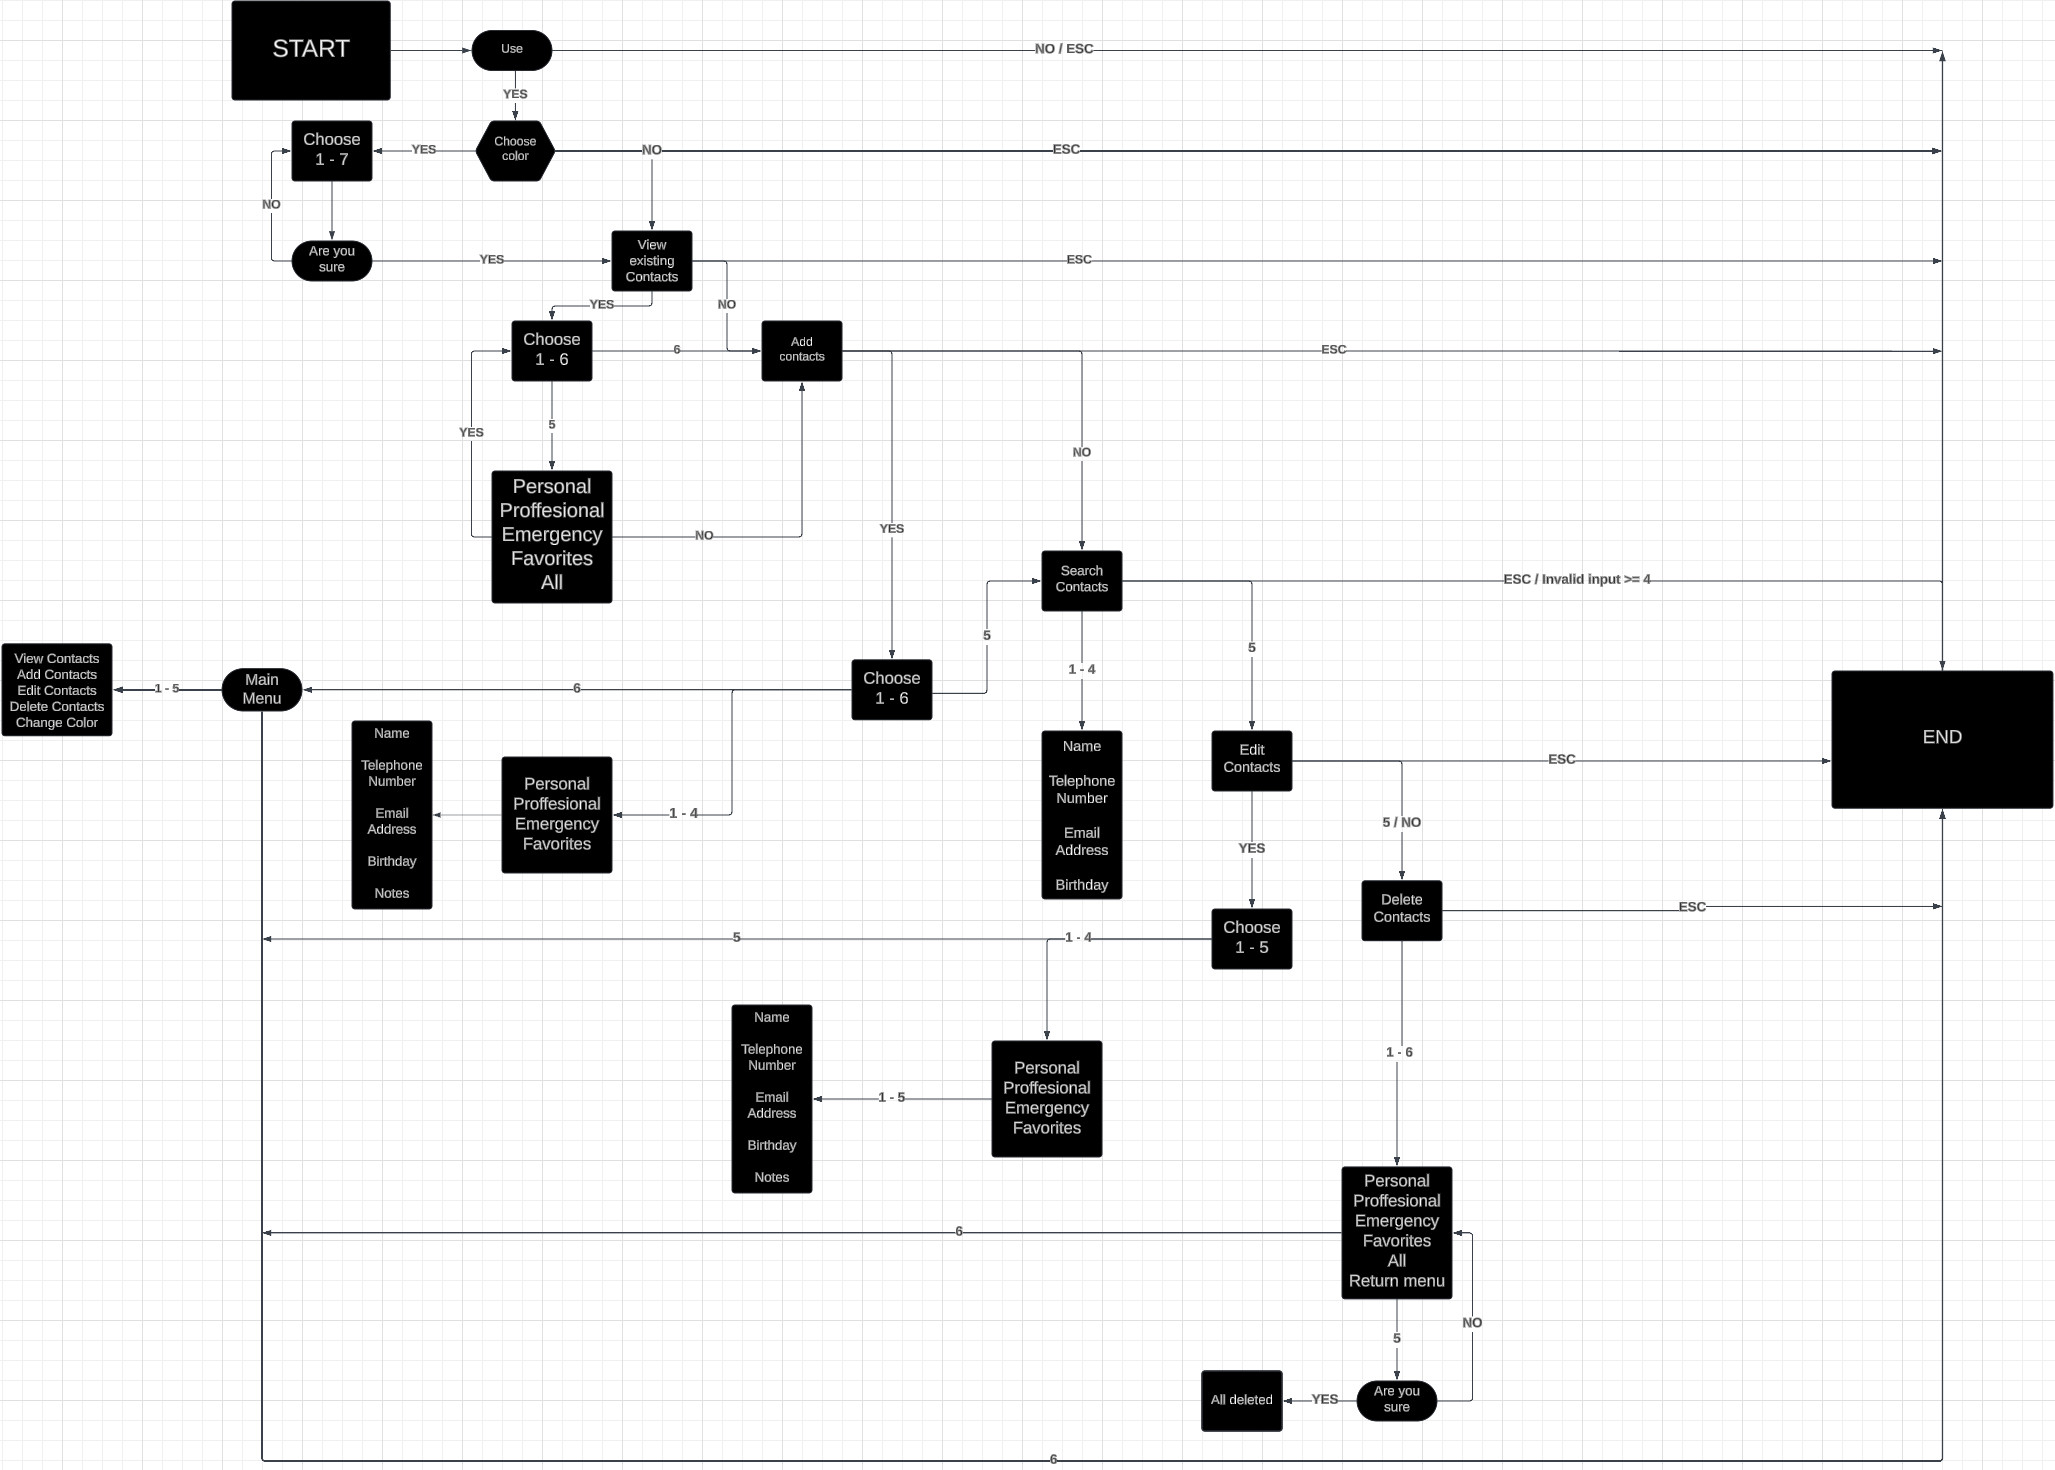 START
Use
NO / ESC
YES
Choose
1 - 7
YES
Choose
color
NO
ESC
NO
Are you
sure
YES
View
existing
Contacts
ESC
YES
NO
Choose
1 - 6
6
Add
contacts
ESC
YES
5
NO
Personal
Proffesional
Emergency
Favorites
All
NO
YES
Search
Contacts
ESC / Invalid input >= 4
5
5
1 - 4
View Contacts
Add Contacts
Edit Contacts
Delete Contacts
Change Color
1 - 5
Main
Menu
6
Choose
1 - 6
END
Name
Telephone
Number
Email
Address
Birthday
Notes
Personal
Proffesional
Emergency
Favorites
1 - 4
Name
Telephone
Number
Email
Address
Birthday
Edit
Contacts
ESC
5 / NO
YES
Delete
Contacts
ESC
5
1 - 4
Choose
1 - 5
Name
Telephone
Number
Email
Address
Birthday
Notes
1 - 5
Personal
Proffesional
Emergency
Favorites
1 - 6
6
Personal
Proffesional
Emergency
Favorites
All
Return menu
5
NO
All deleted
YES
Are you
sure
6